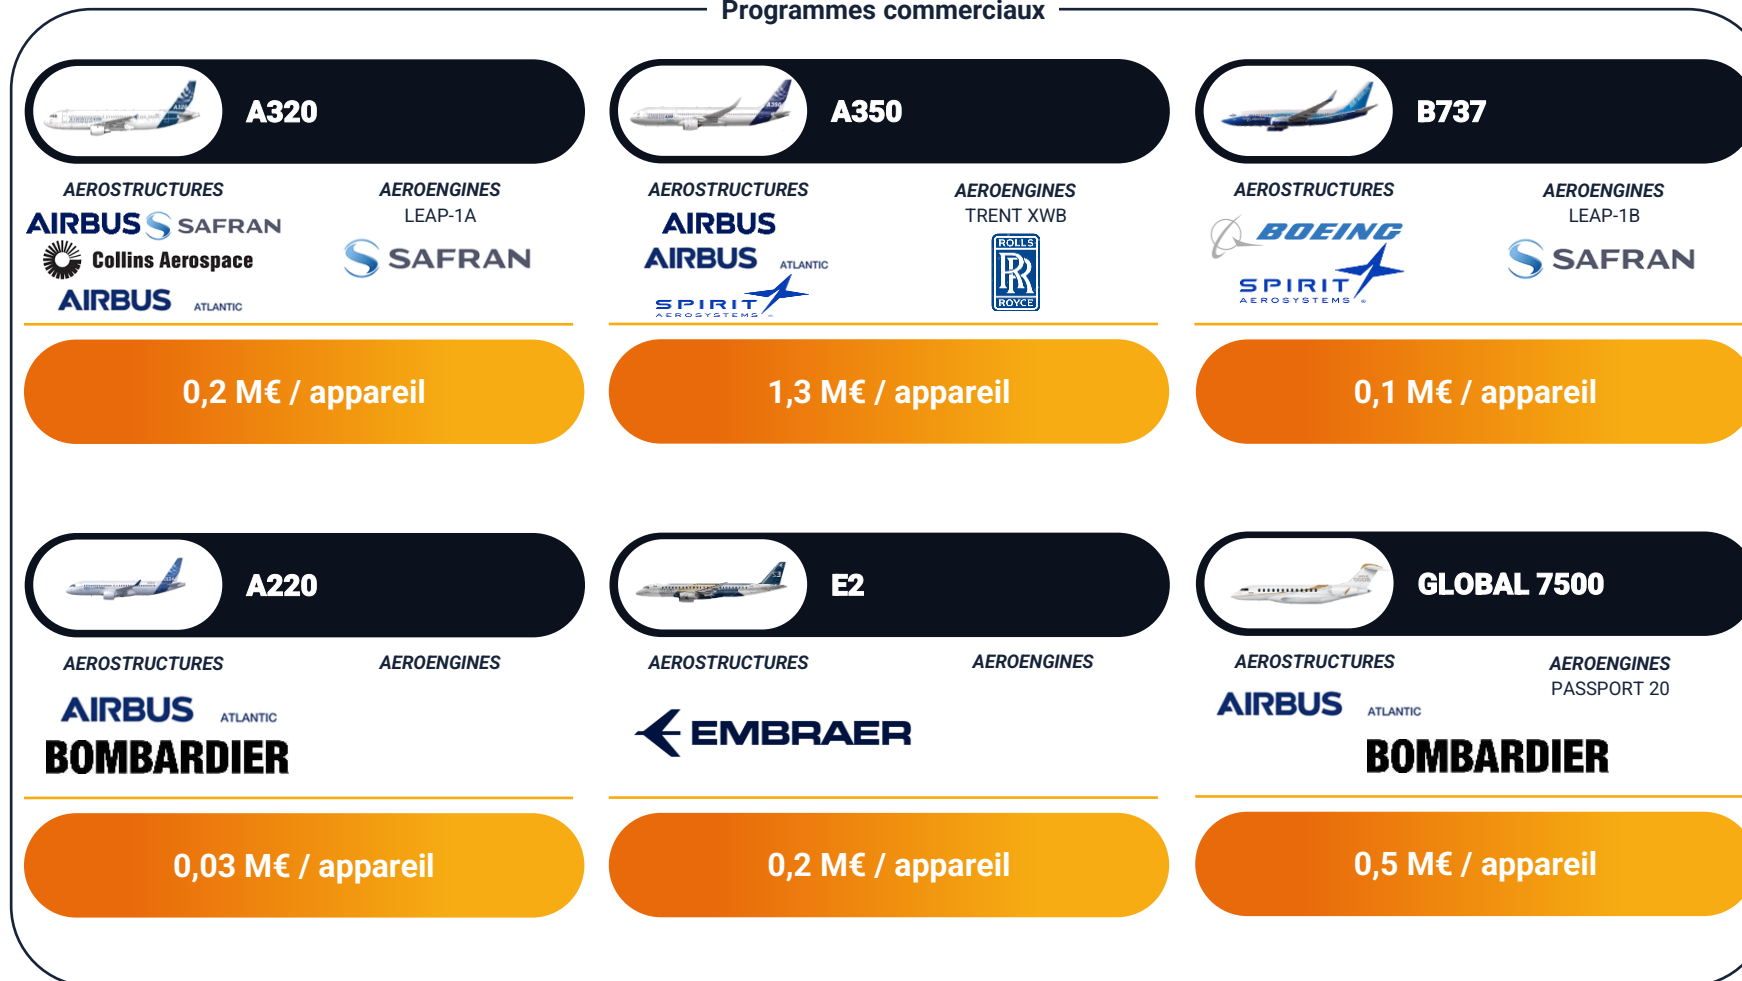 Programmes commerciaux
A320
AEROSTRUCTURES
AEROENGINES
LEAP-1A
AIRBUS SAFRAN
Collins Aerospace
AIRBUS ATLANTIC
SAFRAN
0,2 M€ / appareil
A350
AEROSTRUCTURES
AEROENGINES
TRENT XWB
AIRBUS
AIRBUS ATLANTIC
SPIRIT
AEROSYSTEMS
ROLLS
RR
ROYCE
1,3 M€ / appareil
B737
AEROSTRUCTURES
AEROENGINES
LEAP-1B
BOEING
SPIRIT
AEROSYSTEMS
SAFRAN
0,1 M€ / appareil
A220
AEROSTRUCTURES
AEROENGINES
AIRBUS ATLANTIC
BOMBARDIER
0,03 M€ / appareil
E2
AEROSTRUCTURES
AEROENGINES
EMBRAER
0,2 M€ / appareil
GLOBAL 7500
AEROSTRUCTURES
AEROENGINES
PASSPORT 20
AIRBUS ATLANTIC
BOMBARDIER
0,5 M€ / appareil